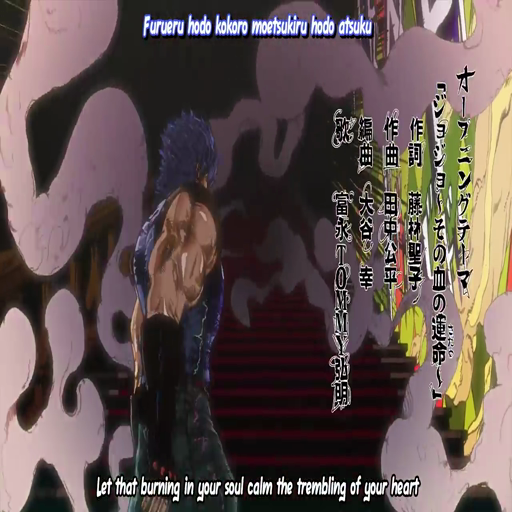 Furueru hodo kokoro moetsukiru hodo atsuku
オープニングテーマ
「ジョジョ～その血の運命～」
さだめ
作詞 藤林聖子
作曲 田中公平
編曲 大谷 幸
歌 富永TOMMY弘明
Let that burning in your soul calm the trembling of your heart